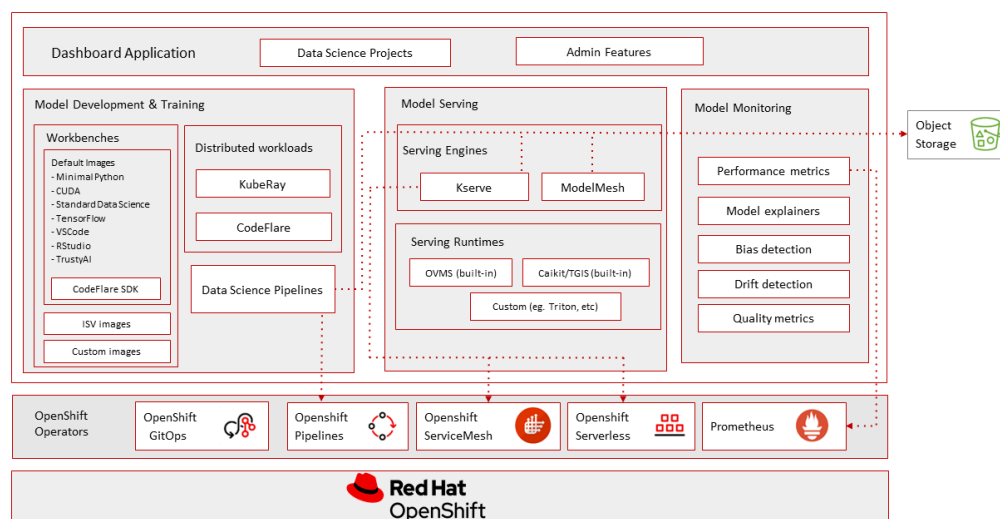 Dashboard Application
Data Science Projects
Admin Features
Model Development & Training
Workbenches
Default Images
- Minimal Python
- CUDA
- Standard Data Science
- TensorFlow
- VSCode
- RStudio
- TrustyAI
CodeFlare SDK
ISV images
Custom images
Distributed workloads
KubeRay
CodeFlare
Data Science Pipelines
Model Serving
Serving Engines
Kserve
ModelMesh
Serving Runtimes
OVMS (built-in)
Caikit/TGIS (built-in)
Custom (eg. Triton, etc)
Model Monitoring
Performance metrics
Model explainers
Bias detection
Drift detection
Quality metrics
Object
Storage
OpenShift
Operators
OpenShift
GitOps
Openshift
Pipelines
Openshift
ServiceMesh
Openshift
Serverless
Prometheus
Red Hat
OpenShift